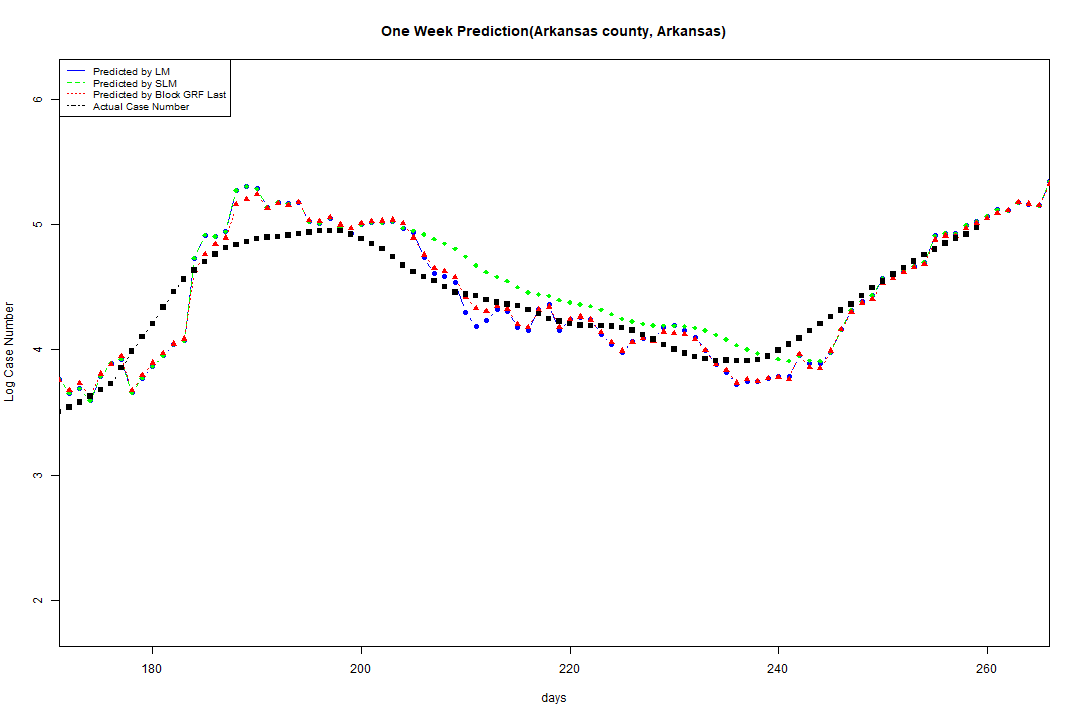 One Week Prediction(Arkansas county, Arkansas)
Predicted by LM
Predicted by SLM
Predicted by Block GRF Last
Actual Case Number
6
5
4
3
2
Log Case Number
180
200
220
240
260
days